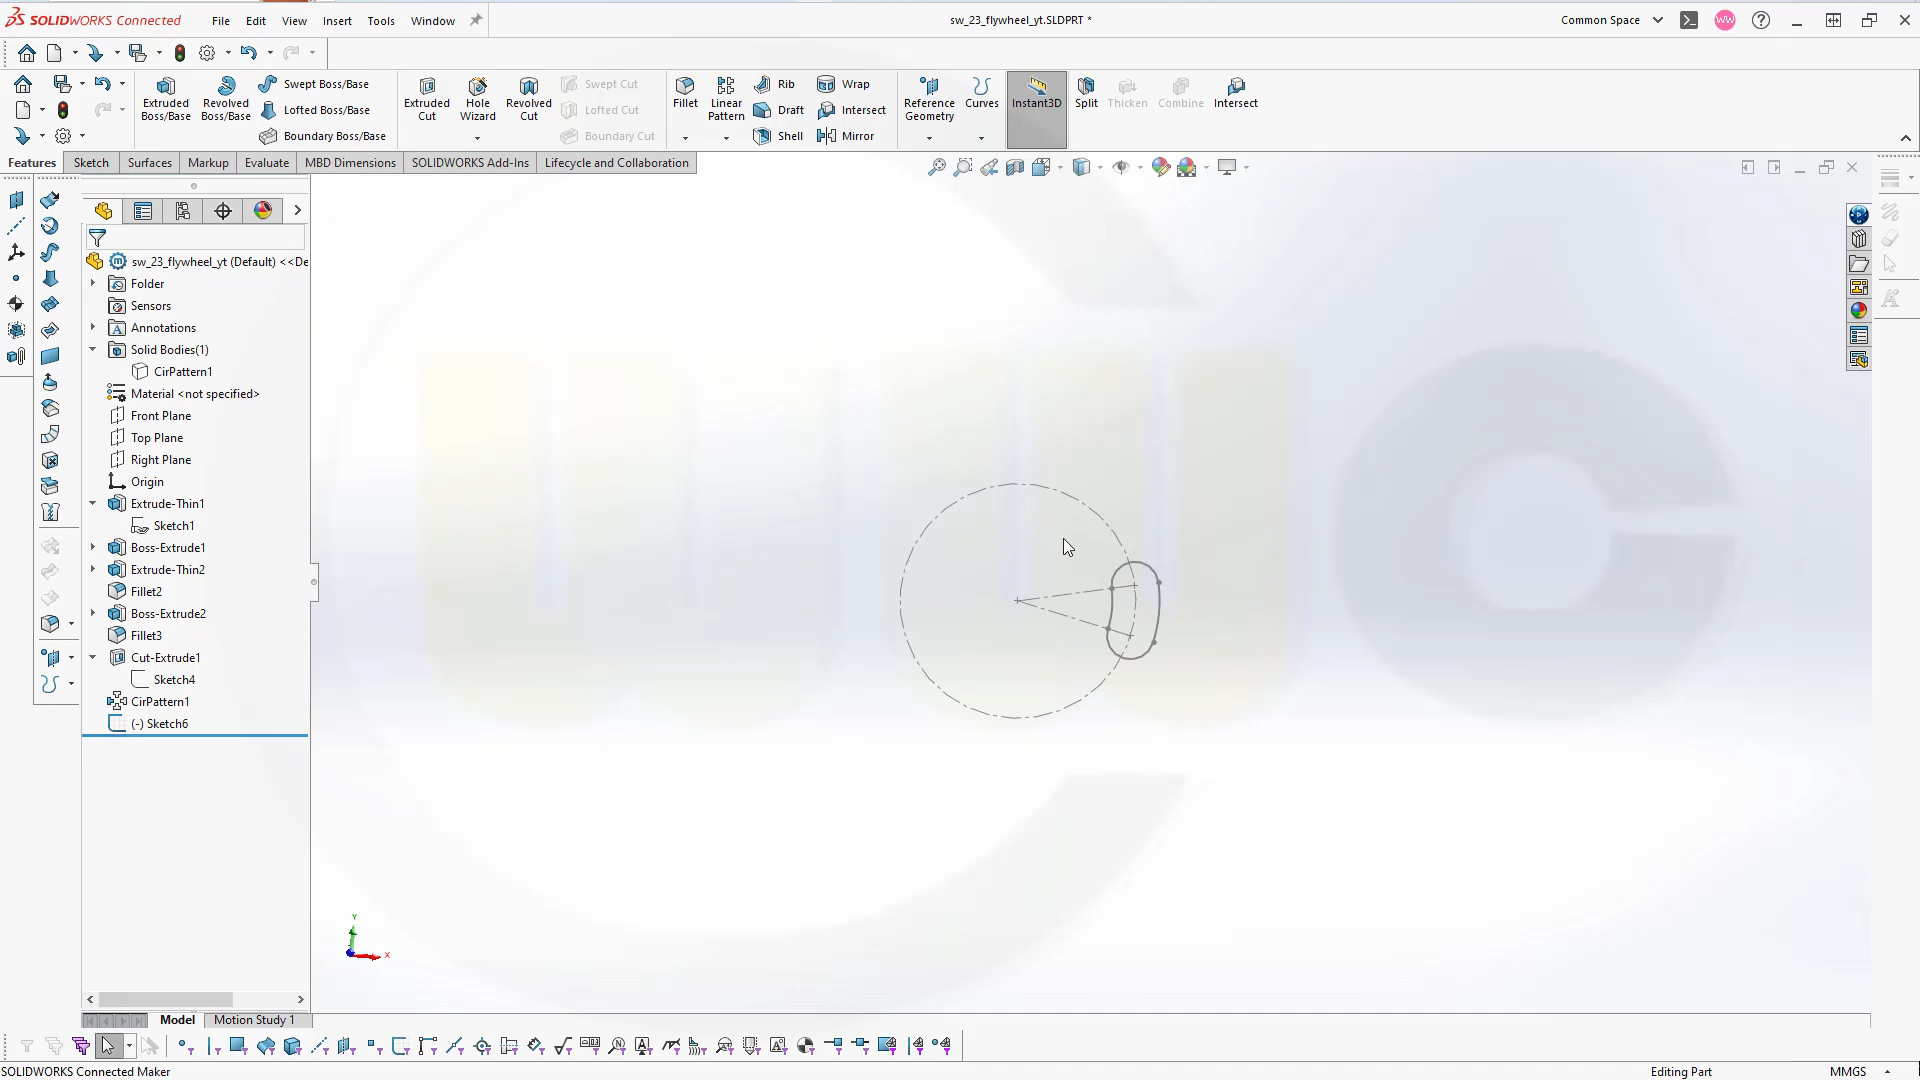 SOLIDWORKS Connected
File Edit View Insert Tools Window
sw_23_flywheel_yt.SLDPRT *
Common Space
WW
Extruded Boss/Base
Revolved Boss/Base
Swept Boss/Base
Lofted Boss/Base
Boundary Boss/Base
Extruded Cut
Hole Wizard
Revolved Cut
Swept Cut
Lofted Cut
Boundary Cut
Fillet
Linear Pattern
Rib
Draft
Shell
Wrap
Intersect
Mirror
Reference Geometry
Curves
Instant3D
Split
Thicken
Combine
Intersect
Features Sketch Surfaces Markup Evaluate MBD Dimensions SOLIDWORKS Add-Ins Lifecycle and Collaboration
sw_23_flywheel_yt (Default) <<De
Folder
Sensors
Annotations
Solid Bodies(1)
CirPattern1
Material <not specified>
Front Plane
Top Plane
Right Plane
Origin
Extrude-Thin1
Sketch1
Boss-Extrude1
Extrude-Thin2
Fillet2
Boss-Extrude2
Fillet3
Cut-Extrude1
Sketch4
CirPattern1
(-) Sketch6
Y
X
Model Motion Study 1
SOLIDWORKS Connected Maker
Editing Part
MMGS